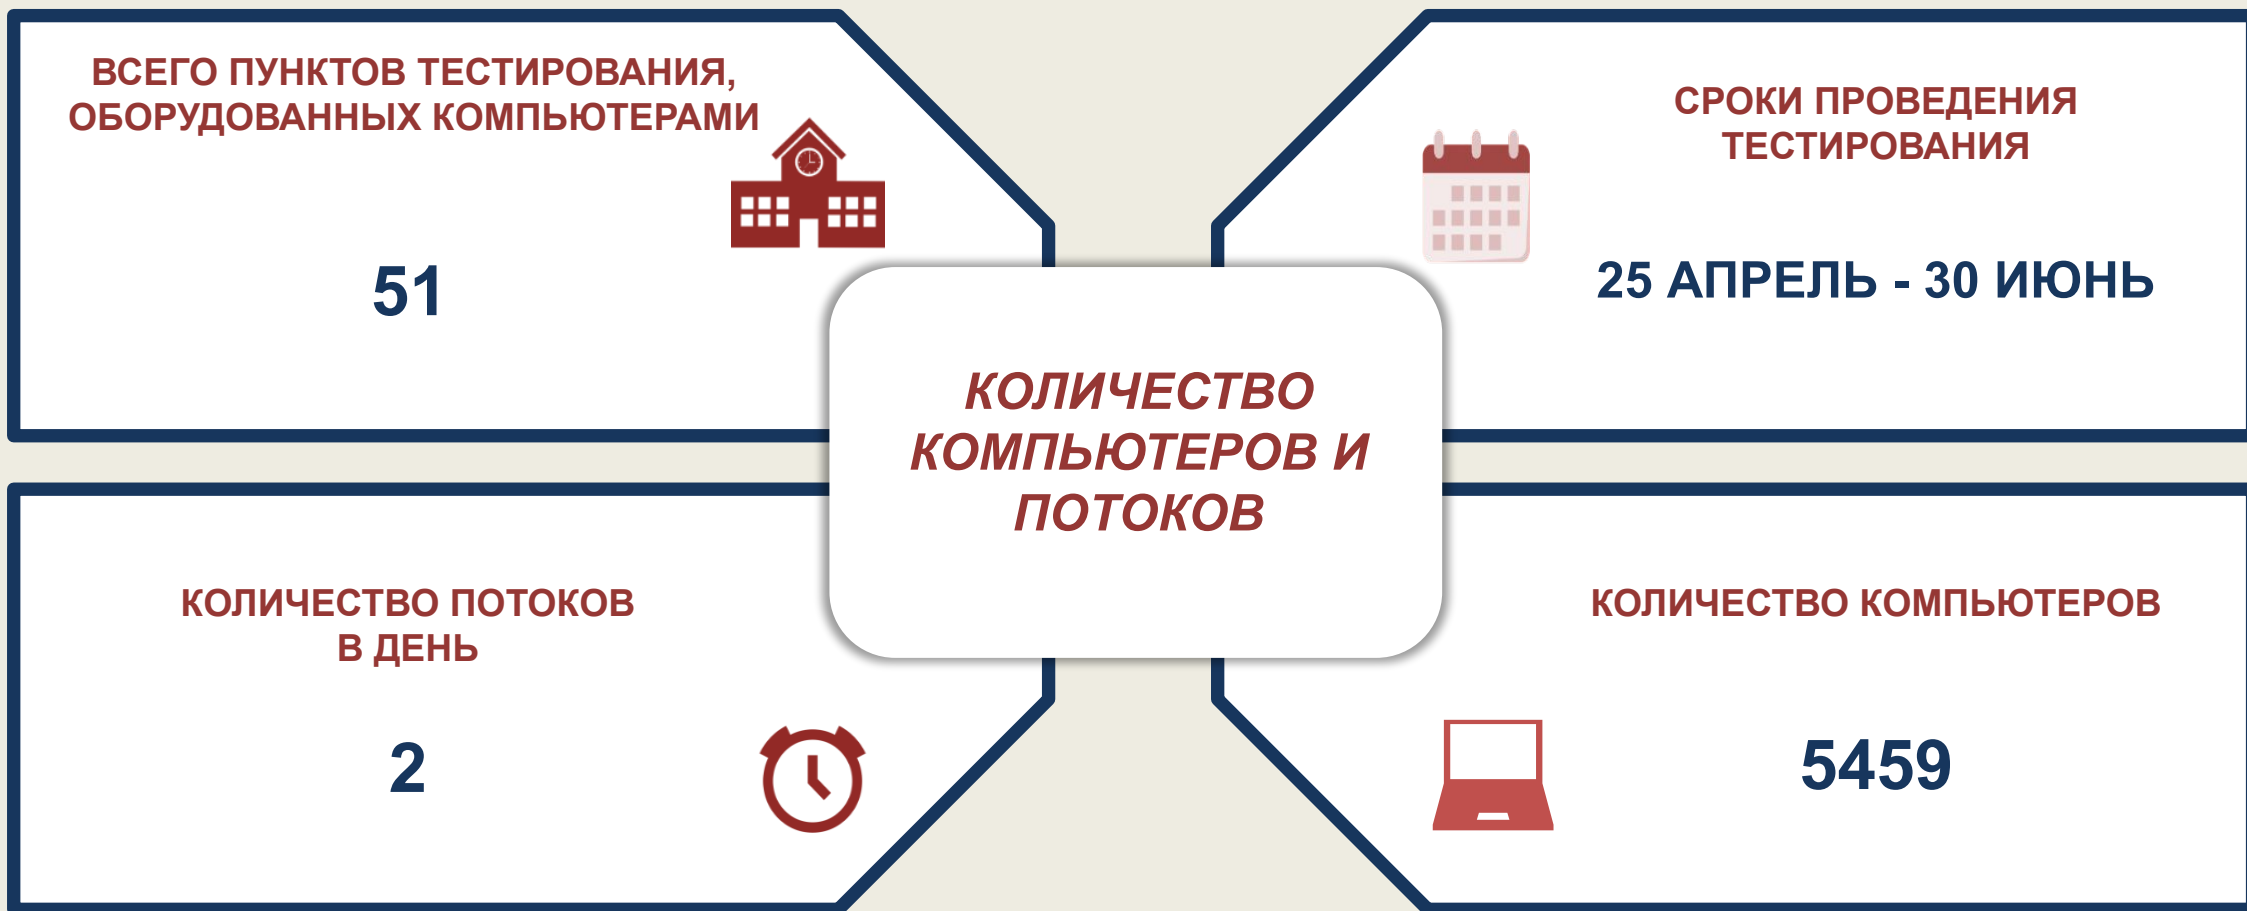 ВСЕГО ПУНКТОВ ТЕСТИРОВАНИЯ,
ОБОРУДОВАННЫХ КОМПЬЮТЕРАМИ
51
СРОКИ ПРОВЕДЕНИЯ
ТЕСТИРОВАНИЯ
25 АПРЕЛЬ - 30 ИЮНЬ
КОЛИЧЕСТВО
КОМПЬЮТЕРОВ И
ПОТОКОВ
КОЛИЧЕСТВО ПОТОКОВ
В ДЕНЬ
2
КОЛИЧЕСТВО КОМПЬЮТЕРОВ
5459